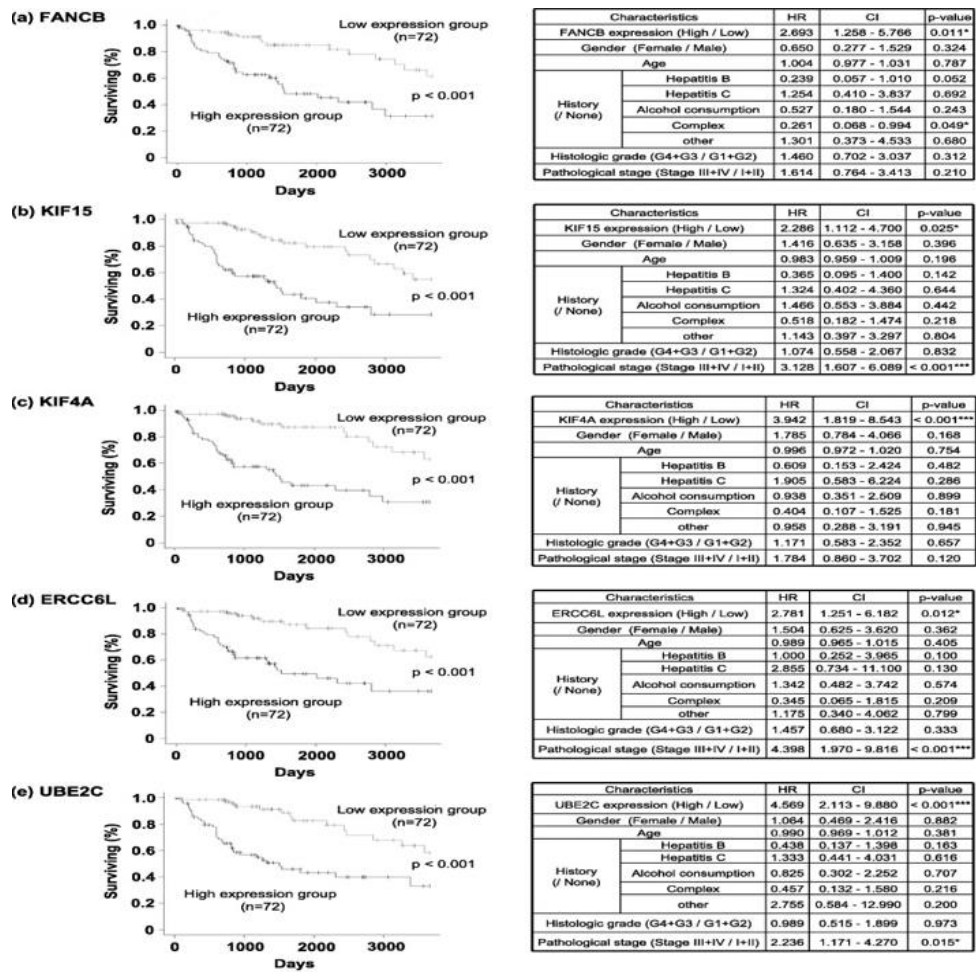 (a) FANCB
Surviving (%)
1.0
0.8
0.6
0.4
0.2
0
Low expression group
(n=72)
p < 0.001
High expression group
(n=72)
0 1000 2000 3000
Days
Characteristics HR CI p-value
FANCB expression (High / Low) 2.693 1.258 - 5.766 0.011*
Gender (Female / Male) 0.650 0.277 - 1.529 0.324
Age 1.004 0.977 - 1.031 0.787
History
(/ None)
Hepatitis B 0.239 0.057 - 1.010 0.052
Hepatitis C 1.254 0.410 - 3.837 0.692
Alcohol consumption 0.527 0.180 - 1.544 0.243
Complex 0.261 0.068 - 0.994 0.049*
other 1.301 0.373 - 4.533 0.680
Histologic grade (G4+G3 / G1+G2) 1.460 0.702 - 3.037 0.312
Pathological stage (Stage III+IV / I+II) 1.614 0.764 - 3.413 0.210
(b) KIF15
Surviving (%)
1.0
0.8
0.6
0.4
0.2
0
Low expression group
(n=72)
p < 0.001
High expression group
(n=72)
0 1000 2000 3000
Days
Characteristics HR CI p-value
KIF15 expression (High / Low) 2.286 1.112 - 4.700 0.025*
Gender (Female / Male) 1.416 0.635 - 3.158 0.396
Age 0.983 0.959 - 1.009 0.196
History
(/ None)
Hepatitis B 0.365 0.095 - 1.400 0.142
Hepatitis C 1.324 0.402 - 4.360 0.644
Alcohol consumption 1.466 0.553 - 3.884 0.442
Complex 0.518 0.182 - 1.474 0.218
other 1.143 0.397 - 3.297 0.804
Histologic grade (G4+G3 / G1+G2) 1.074 0.558 - 2.067 0.832
Pathological stage (Stage III+IV / I+II) 3.128 1.607 - 6.089 < 0.001***
(c) KIF4A
Surviving (%)
1.0
0.8
0.6
0.4
0.2
0
Low expression group
(n=72)
p < 0.001
High expression group
(n=72)
0 1000 2000 3000
Days
Characteristics HR CI p-value
KIF4A expression (High / Low) 3.942 1.819 - 8.543 < 0.001***
Gender (Female / Male) 1.785 0.784 - 4.066 0.168
Age 0.996 0.972 - 1.020 0.754
History
(/ None)
Hepatitis B 0.609 0.153 - 2.424 0.482
Hepatitis C 1.905 0.583 - 6.224 0.286
Alcohol consumption 0.938 0.351 - 2.509 0.899
Complex 0.404 0.107 - 1.525 0.181
other 0.958 0.288 - 3.191 0.945
Histologic grade (G4+G3 / G1+G2) 1.171 0.583 - 2.352 0.657
Pathological stage (Stage III+IV / I+II) 1.784 0.860 - 3.702 0.120
(d) ERCC6L
Surviving (%)
1.0
0.8
0.6
0.4
0.2
0
Low expression group
(n=72)
p < 0.001
High expression group
(n=72)
0 1000 2000 3000
Days
Characteristics HR CI p-value
ERCC6L expression (High / Low) 2.781 1.251 - 6.182 0.012*
Gender (Female / Male) 1.504 0.625 - 3.620 0.362
Age 0.989 0.965 - 1.015 0.405
History
(/ None)
Hepatitis B 1.000 0.252 - 3.965 0.100
Hepatitis C 2.855 0.734 - 11.100 0.130
Alcohol consumption 1.342 0.482 - 3.742 0.574
Complex 0.345 0.065 - 1.815 0.209
other 1.175 0.340 - 4.062 0.799
Histologic grade (G4+G3 / G1+G2) 1.457 0.680 - 3.122 0.333
Pathological stage (Stage III+IV / I+II) 4.398 1.970 - 9.816 < 0.001***
(e) UBE2C
Surviving (%)
1.0
0.8
0.6
0.4
0.2
0
Low expression group
(n=72)
p < 0.001
High expression group
(n=72)
0 1000 2000 3000
Days
Characteristics HR CI p-value
UBE2C expression (High / Low) 4.569 2.113 - 9.880 < 0.001***
Gender (Female / Male) 1.064 0.469 - 2.416 0.882
Age 0.990 0.969 - 1.012 0.381
History
(/ None)
Hepatitis B 0.438 0.137 - 1.398 0.163
Hepatitis C 1.333 0.441 - 4.031 0.616
Alcohol consumption 0.825 0.302 - 2.252 0.707
Complex 0.457 0.132 - 1.580 0.216
other 2.755 0.584 - 12.990 0.200
Histologic grade (G4+G3 / G1+G2) 0.989 0.515 - 1.899 0.973
Pathological stage (Stage III+IV / I+II) 2.236 1.171 - 4.270 0.015*